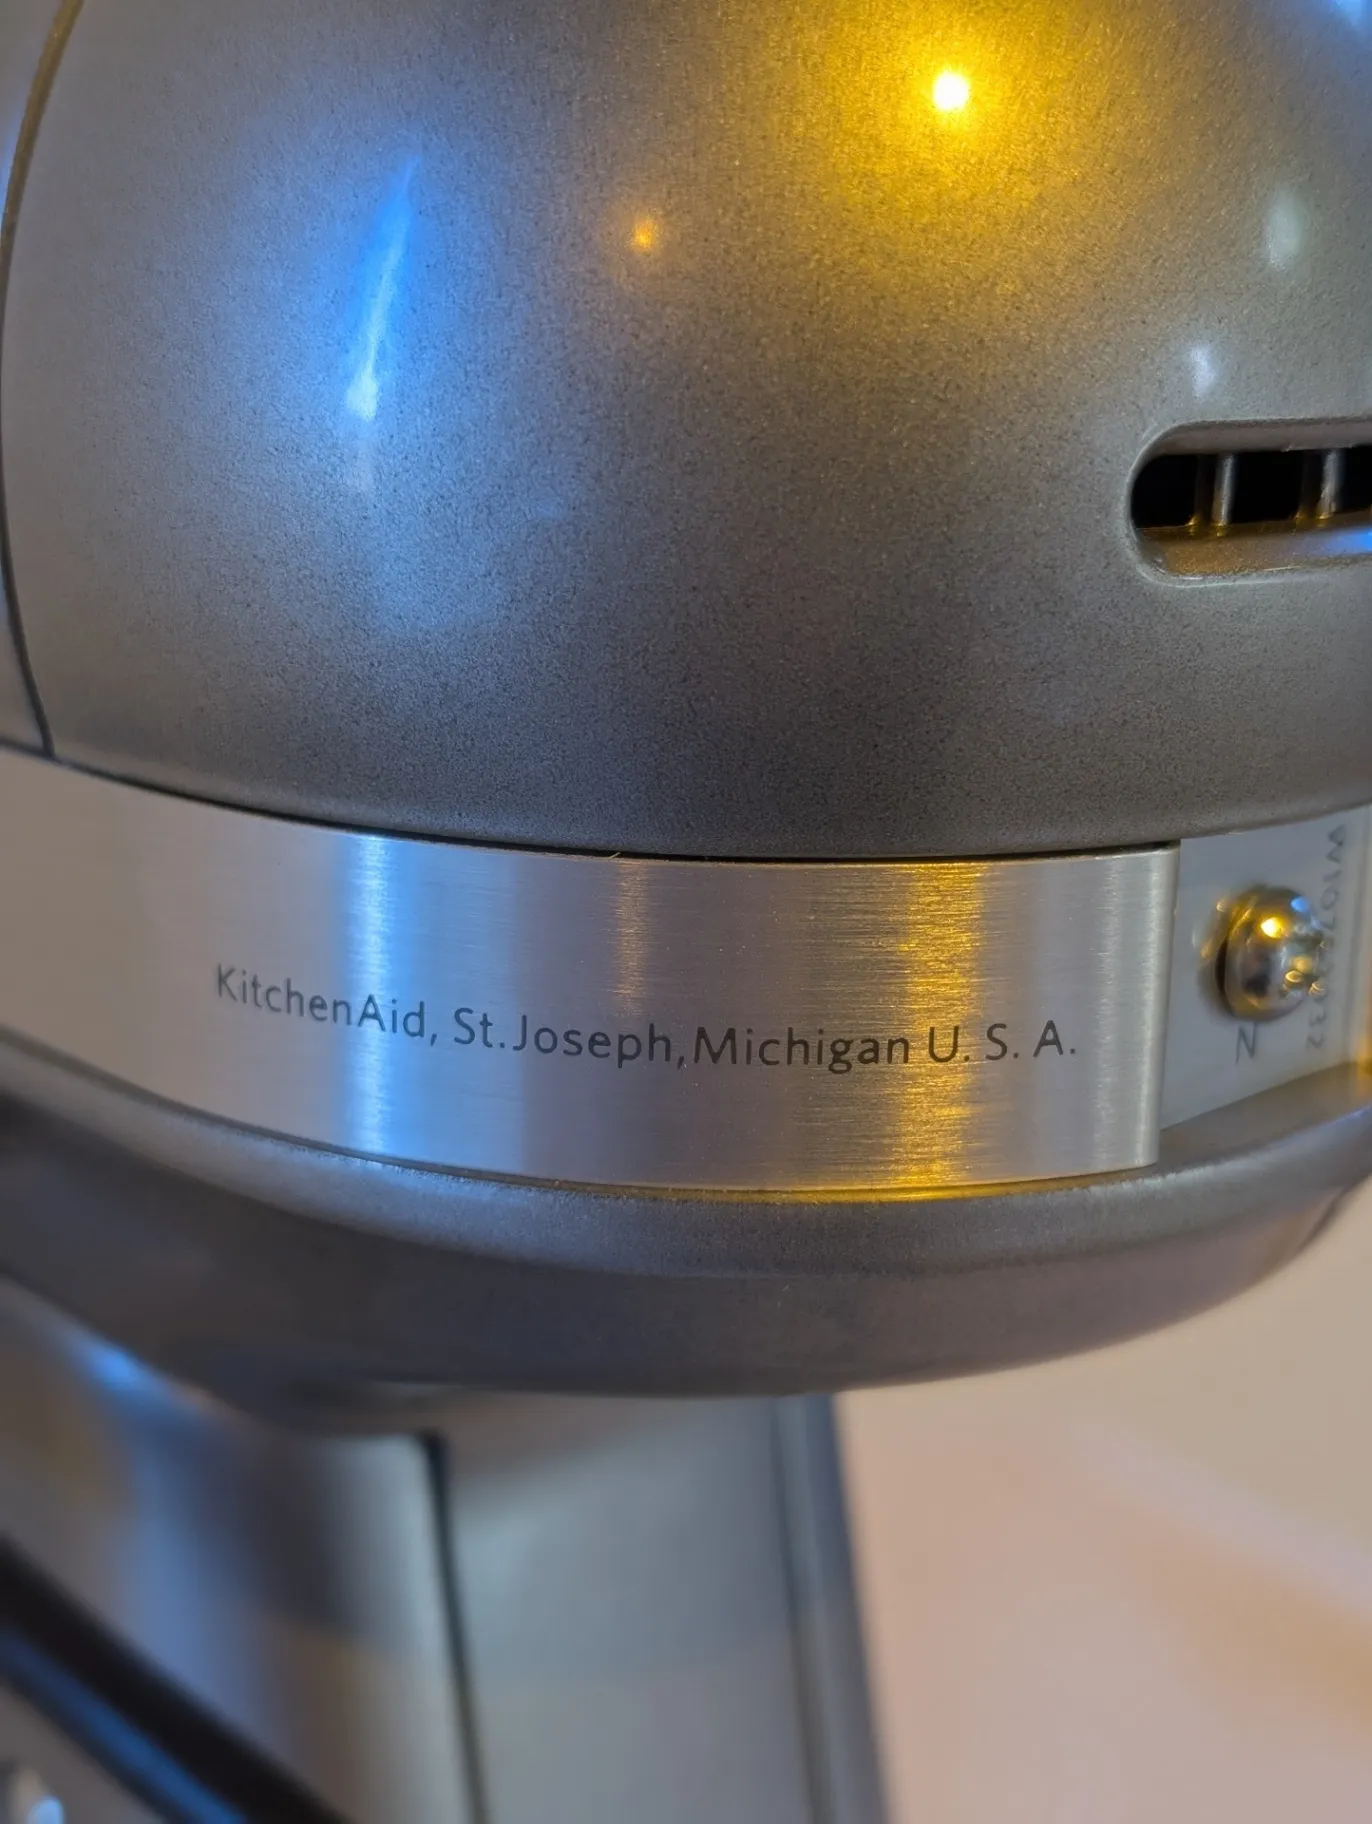 KitchenAid, St.Joseph,Michigan U. S. A.
N